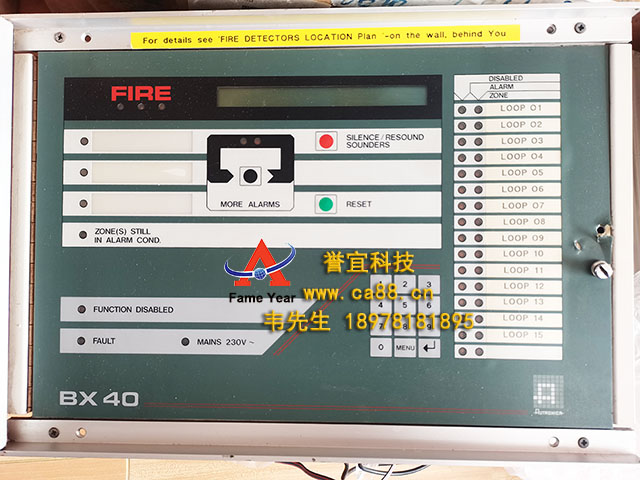 For details see 'FIRE DETECTORS LOCATION Plan' -on the wall, behind You
FIRE
SILENCE/RESOUND
SOUNDERS
MORE ALARMS
RESET
ZONE(S) STILL
IN ALARM COND.
FUNCTION DISABLED
FAULT
MAINS 230V~
BX 40
2 3
4 5 6
0 MENU
DISABLED
ALARM
ZONE
LOOP 01
LOOP 02
LOOP 03
LOOP 04
LOOP 05
LOOP 06
LOOP 07
LOOP 08
LOOP 09
LOOP 10
LOOP 11
LOOP 12
LOOP 13
LOOP 14
LOOP 15
AUTRONICA
Fame Year
誉宜科技
www.ca88.cn
韦先生 18978181895